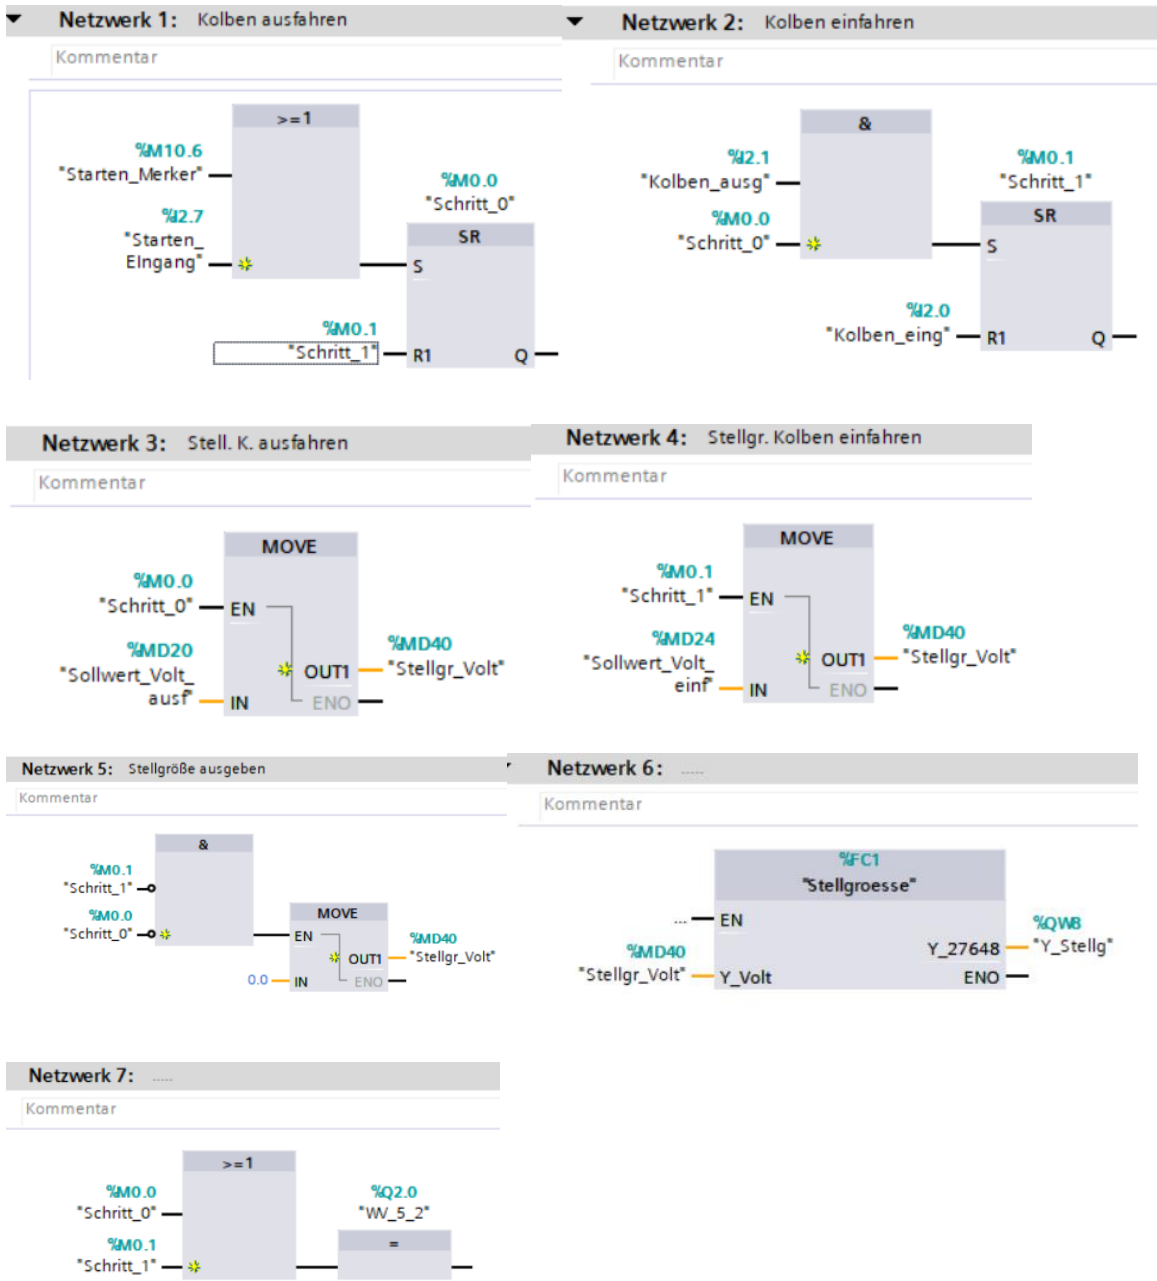 Netzwerk 1: Kolben ausfahren
Kommentar
>=1
%M10.6
"Starten_Merker"
%I2.7
"Starten_
EIngang"
%M0.0
"Schritt_0"
SR
S
%M0.1
"Schritt_1"
R1 Q
Netzwerk 2: Kolben einfahren
Kommentar
&
%I2.1
"Kolben_ausg"
%M0.0
"Schritt_0"
%M0.1
"Schritt_1"
SR
S
%I2.0
"Kolben_eing"
R1 Q
Netzwerk 3: Stell. K. ausfahren
Kommentar
MOVE
%M0.0
"Schritt_0"
EN
%MD20
"Sollwert_Volt_
ausf"
IN
%MD40
OUT1 "Stellgr_Volt"
ENO
Netzwerk 4: Stellgr. Kolben einfahren
Kommentar
MOVE
%M0.1
"Schritt_1"
EN
%MD24
"Sollwert_Volt_
einf"
IN
%MD40
OUT1 "Stellgr_Volt"
ENO
Netzwerk 5: Stellgröße ausgeben
Kommentar
&
%M0.1
"Schritt_1"
%M0.0
"Schritt_0"
MOVE
EN
%MD40
OUT1 "Stellgr_Volt"
0.0 IN ENO
Netzwerk 6: .....
Kommentar
%FC1
"Stellgroesse"
... EN
%MD40
"Stellgr_Volt" Y_Volt
%QW8
Y_27648 "Y_Stellg"
ENO
Netzwerk 7: .....
Kommentar
>=1
%M0.0
"Schritt_0"
%M0.1
"Schritt_1"
%Q2.0
"WV_5_2"
=